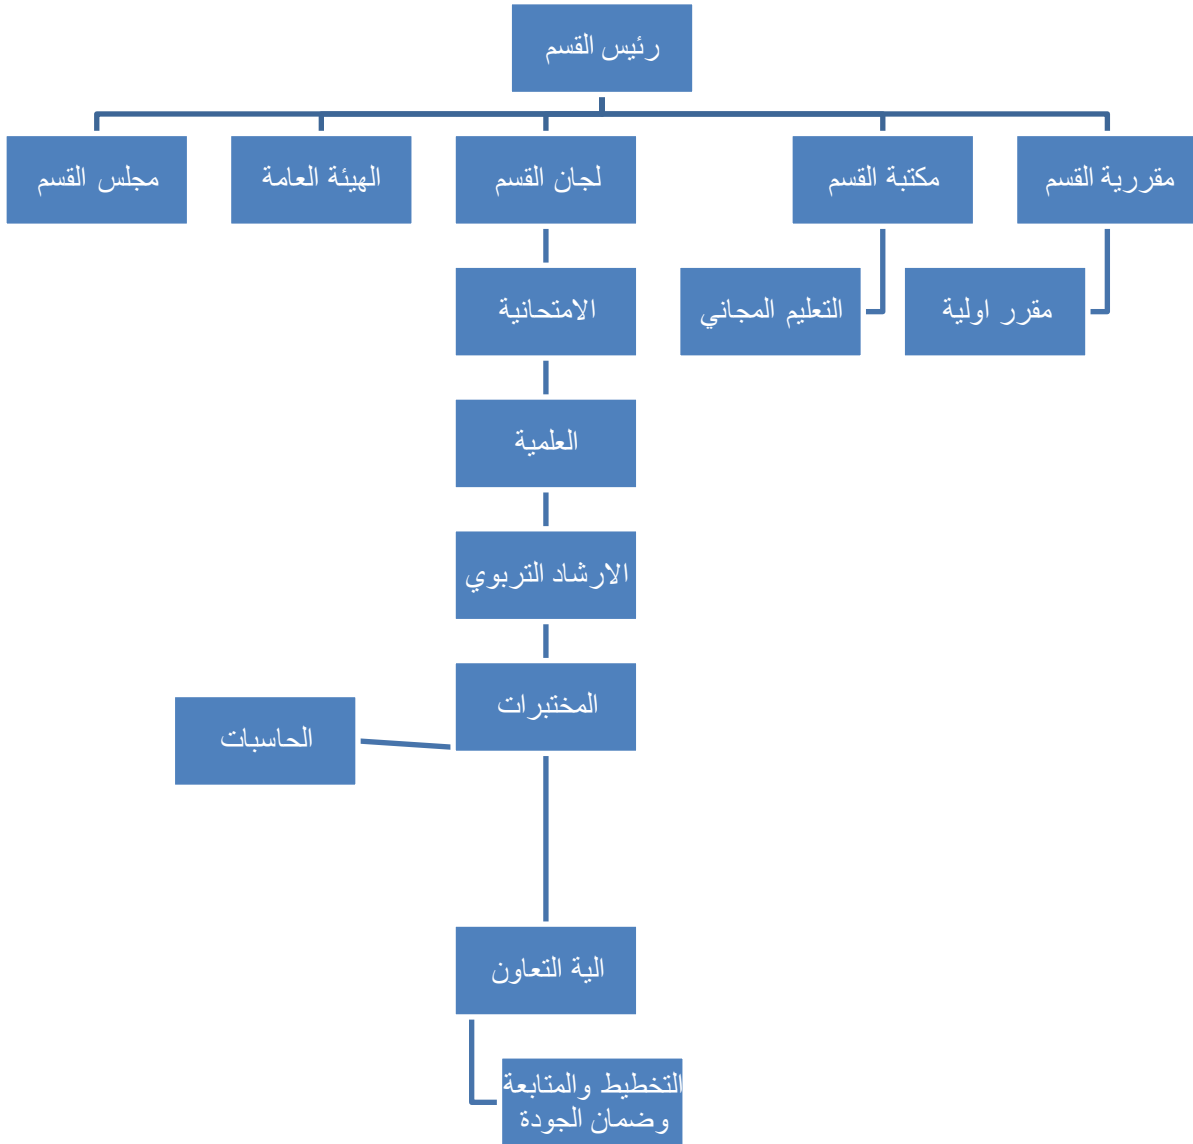 رئيس القسم
مقررية القسم
مكتبة القسم
لجان القسم
الهيئة العامة
مجلس القسم
مقرر اولية
التعليم المجاني
الامتحانية
العلمية
الارشاد التربوي
المختبرات
الحاسبات
الية التعاون
التخطيط والمتابعة
وضمان الجودة